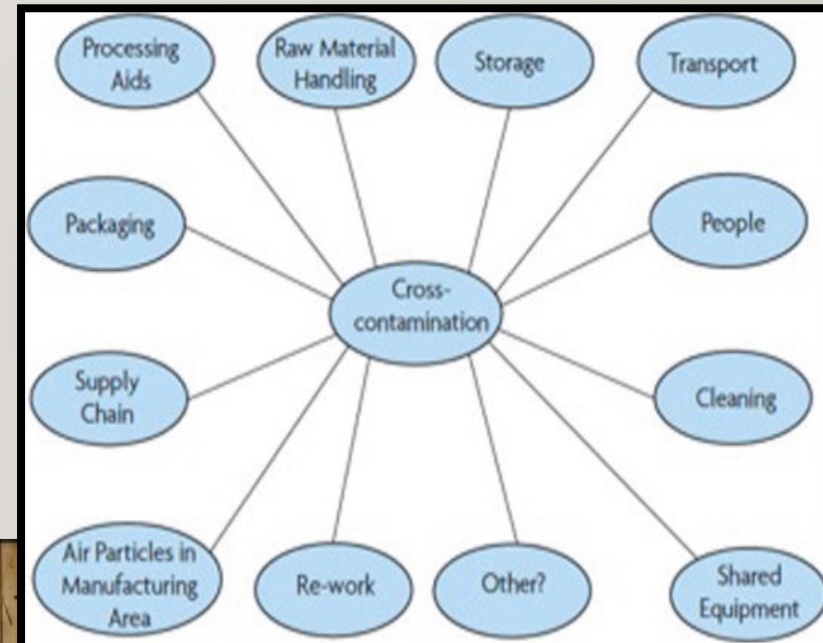 Processing
Aids
Raw Material
Handling
Storage
Transport
Packaging
People
Cross-
contamination
Supply
Chain
Cleaning
Air Particles in
Manufacturing
Area
Re-work
Other?
Shared
Equipment